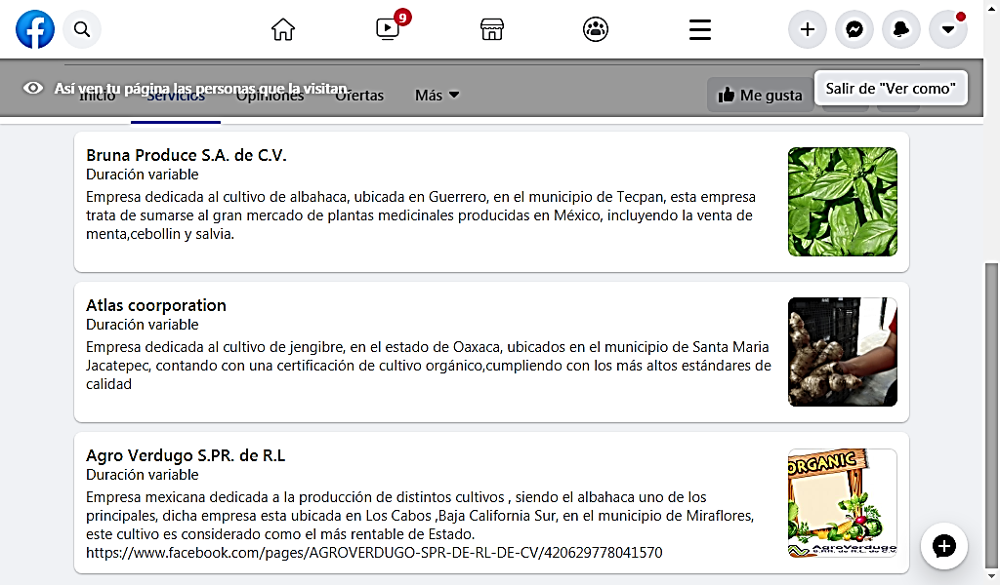 9
Así ven tu página las personas que la visitan.
Salir de "Ver como"
Inicio Servicios Opiniones Ofertas Más Me gusta
Bruna Produce S.A. de C.V.
Duración variable
Empresa dedicada al cultivo de albahaca, ubicada en Guerrero, en el municipio de Tecpan, esta empresa
trata de sumarse al gran mercado de plantas medicinales producidas en México, incluyendo la venta de
menta,cebollin y salvia.
Atlas coorporation
Duración variable
Empresa dedicada al cultivo de jengibre, en el estado de Oaxaca, ubicados en el municipio de Santa Maria
Jacatepec, contando con una certificación de cultivo orgánico,cumpliendo con los más altos estándares de
calidad
Agro Verdugo S.PR. de R.L
Duración variable
Empresa mexicana dedicada a la producción de distintos cultivos , siendo el albahaca uno de los
principales, dicha empresa esta ubicada en Los Cabos ,Baja California Sur, en el municipio de Miraflores,
este cultivo es considerado como el más rentable de Estado.
https://www.facebook.com/pages/AGROVERDUGO-SPR-DE-RL-DE-CV/420629778041570
ORGANIC
AgroVerdugo
S.P.R. de R.L. de C.V.